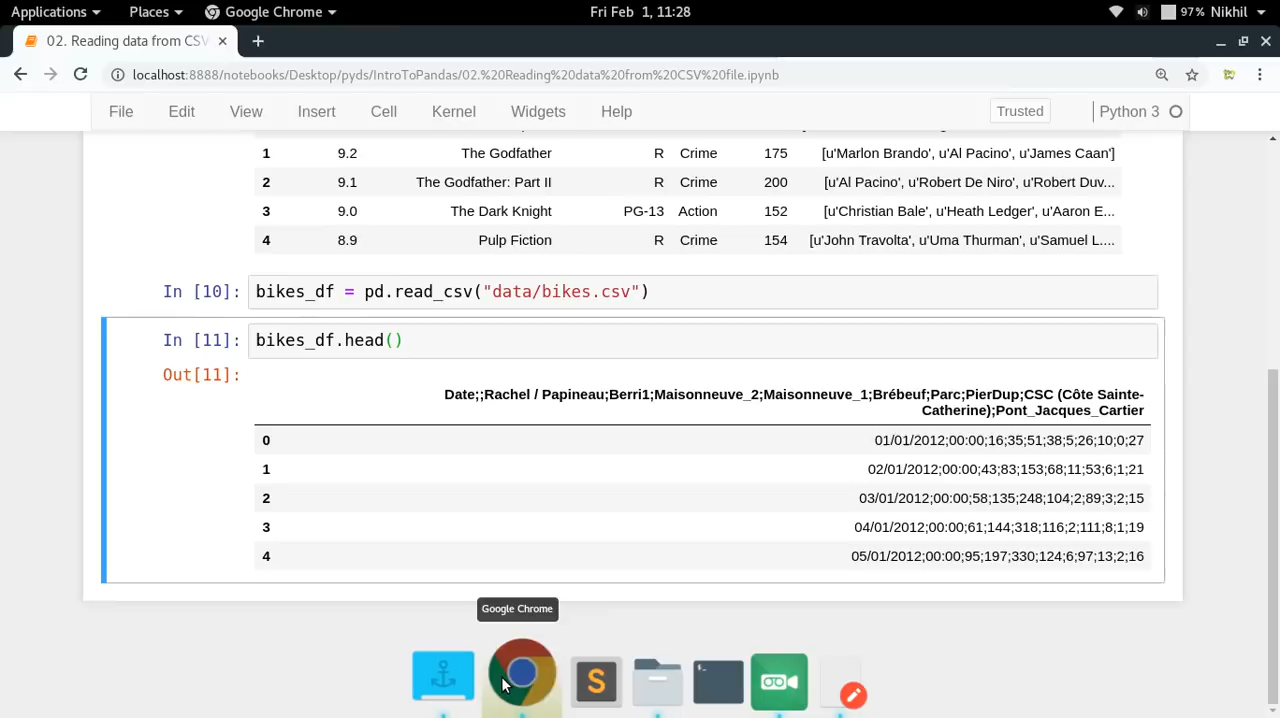 Applications Places Google Chrome Fri Feb 1, 11:28 97% Nikhil
02. Reading data from CSV
localhost:8888/notebooks/Desktop/pyds/IntroToPandas/02.%20Reading%20data%20from%20CSV%20file.ipynb
File Edit View Insert Cell Kernel Widgets Help Trusted Python 3
1 9.2 The Godfather R Crime 175 [u'Marlon Brando', u'Al Pacino', u'James Caan']
2 9.1 The Godfather: Part II R Crime 200 [u'Al Pacino', u'Robert De Niro', u'Robert Duv...
3 9.0 The Dark Knight PG-13 Action 152 [u'Christian Bale', u'Heath Ledger', u'Aaron E...
4 8.9 Pulp Fiction R Crime 154 [u'John Travolta', u'Uma Thurman', u'Samuel L....
In [10]: bikes_df = pd.read_csv("data/bikes.csv")
In [11]: bikes_df.head()
Out[11]:
Date;;Rachel / Papineau;Berri1;Maisonneuve_2;Maisonneuve_1;Brébeuf;Parc;PierDup;CSC (Côte Sainte-
Catherine);Pont_Jacques_Cartier
0 01/01/2012;00:00;16;35;51;38;5;26;10;0;27
1 02/01/2012;00:00;43;83;153;68;11;53;6;1;21
2 03/01/2012;00:00;58;135;248;104;2;89;3;2;15
3 04/01/2012;00:00;61;144;318;116;2;111;8;1;19
4 05/01/2012;00:00;95;197;330;124;6;97;13;2;16
Google Chrome
S